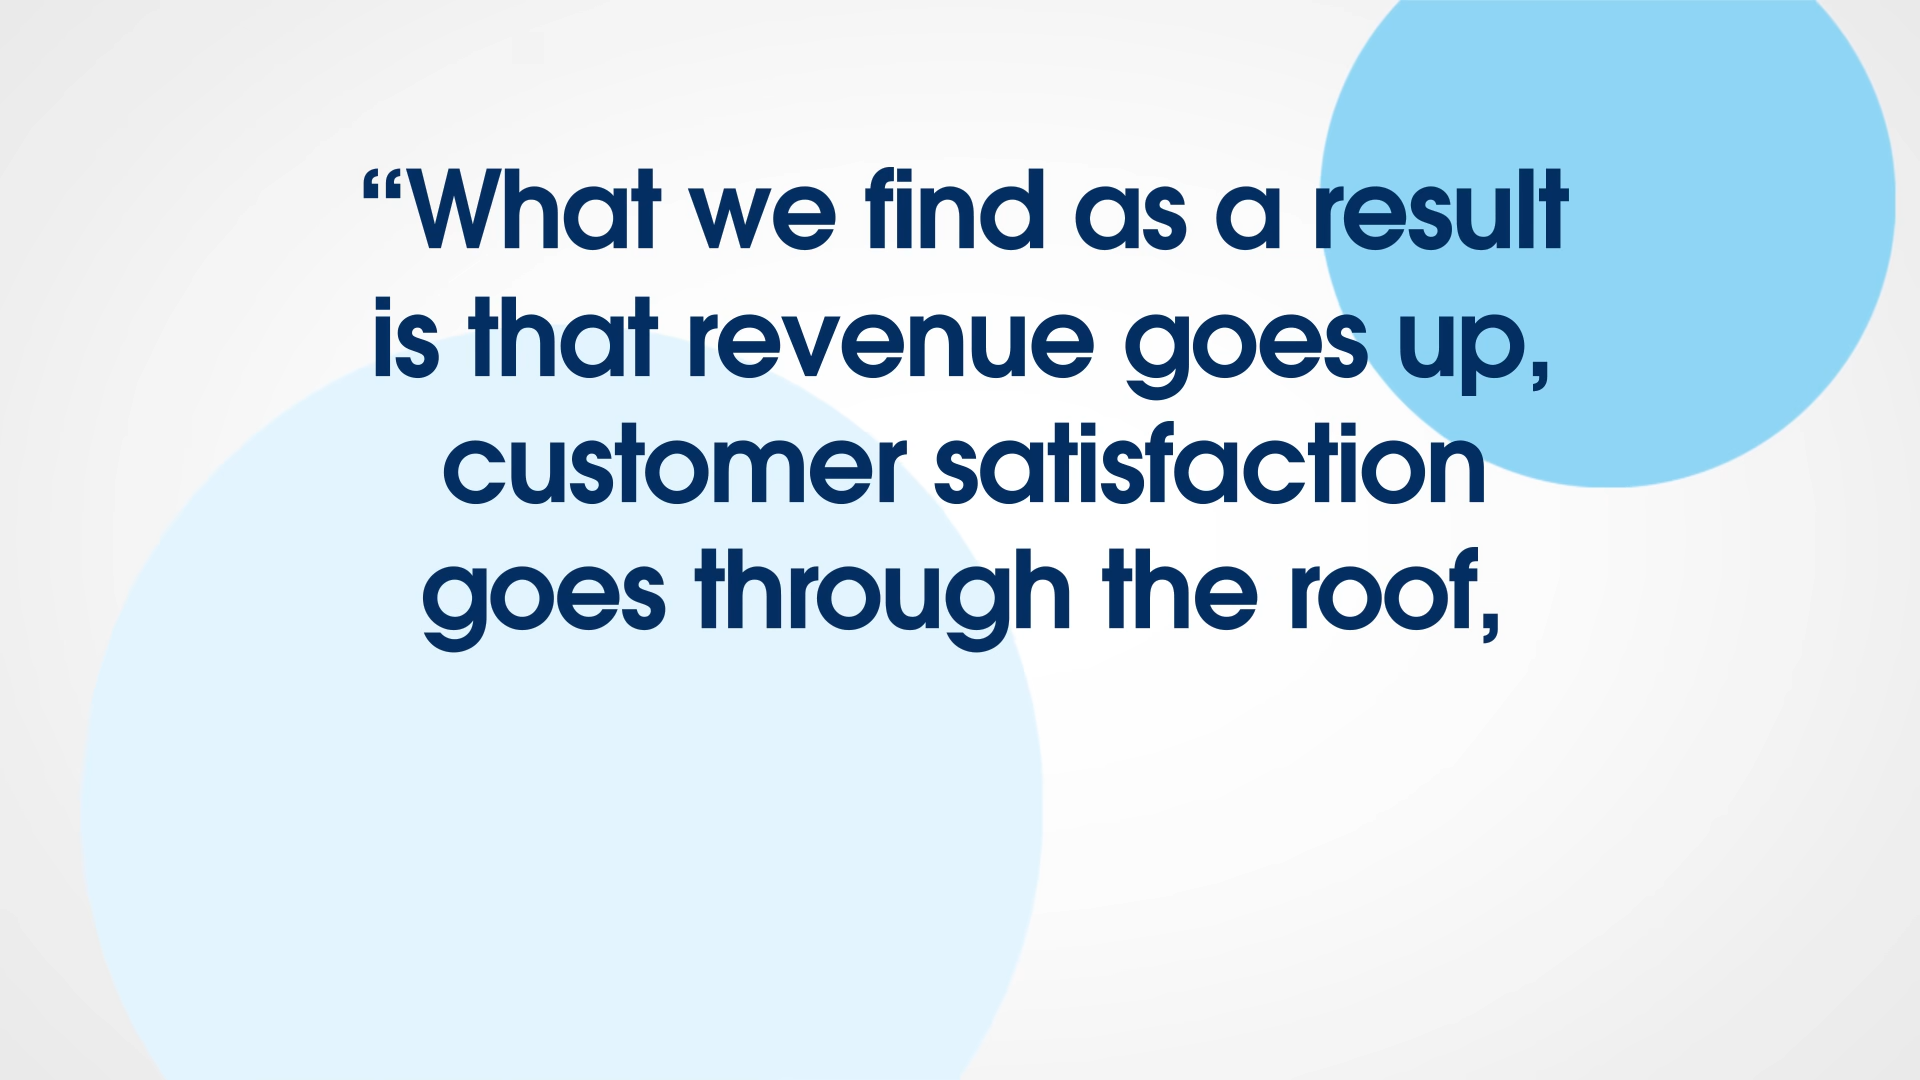 “What we find as a result
is that revenue goes up,
customer satisfaction
goes through the roof,